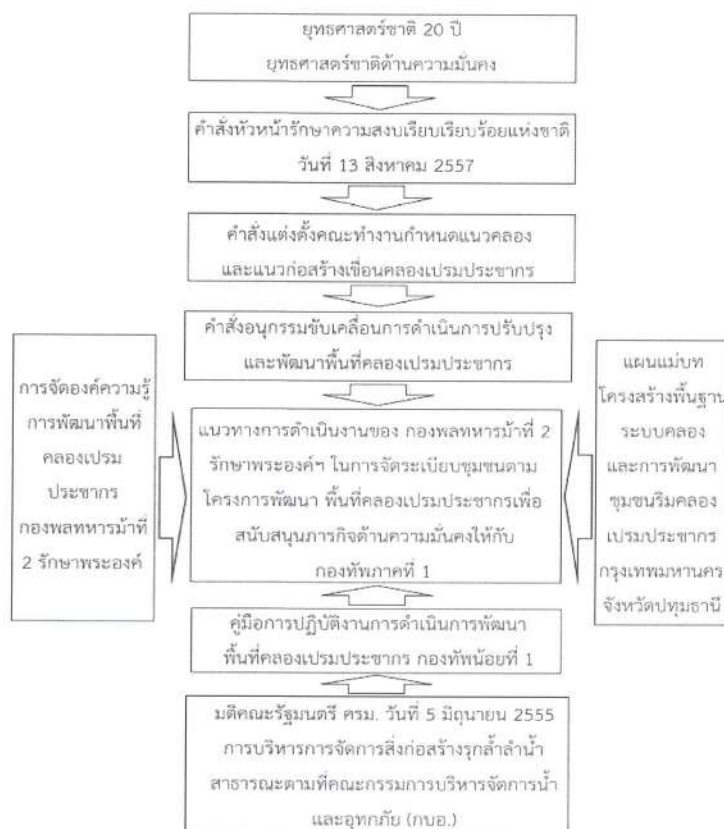 ยุทธศาสตร์ชาติ 20 ปี
ยุทธศาสตร์ชาติด้านความมั่นคง
คำสั่งหัวหน้ารักษาความสงบเรียบเรียบร้อยแห่งชาติ
วันที่ 13 สิงหาคม 2557
คำสั่งแต่งตั้งคณะทำงานกำหนดแนวคลอง
และแนวก่อสร้างเขื่อนคลองเปรมประชากร
คำสั่งอนุกรรมขับเคลื่อนการดำเนินการปรับปรุง
และพัฒนาพื้นที่คลองเปรมประชากร
การจัดองค์ความรู้
การพัฒนาพื้นที่
คลองเปรม
ประชากร
กองพลทหารม้าที่
2 รักษาพระองค์
แนวทางการดำเนินงานของ กองพลทหารม้าที่ 2
รักษาพระองค์ฯ ในการจัดระเบียบชุมชนตาม
โครงการพัฒนา พื้นที่คลองเปรมประชากรเพื่อ
สนับสนุนภารกิจด้านความมั่นคงให้กับ
กองทัพภาคที่ 1
แผนแม่บท
โครงสร้างพื้นฐาน
ระบบคลอง
และการพัฒนา
ชุมชนริมคลอง
เปรมประชากร
กรุงเทพมหานคร
จังหวัดปทุมธานี
คู่มือการปฏิบัติงานการดำเนินการพัฒนา
พื้นที่คลองเปรมประชากร กองทัพน้อยที่ 1
มติคณะรัฐมนตรี ครม. วันที่ 5 มิถุนายน 2555
การบริหารการจัดการสิ่งก่อสร้างรุกล้ำลำน้ำ
สาธารณะตามที่คณะกรรมการบริหารจัดการน้ำ
และอุทกภัย (กบอ.)